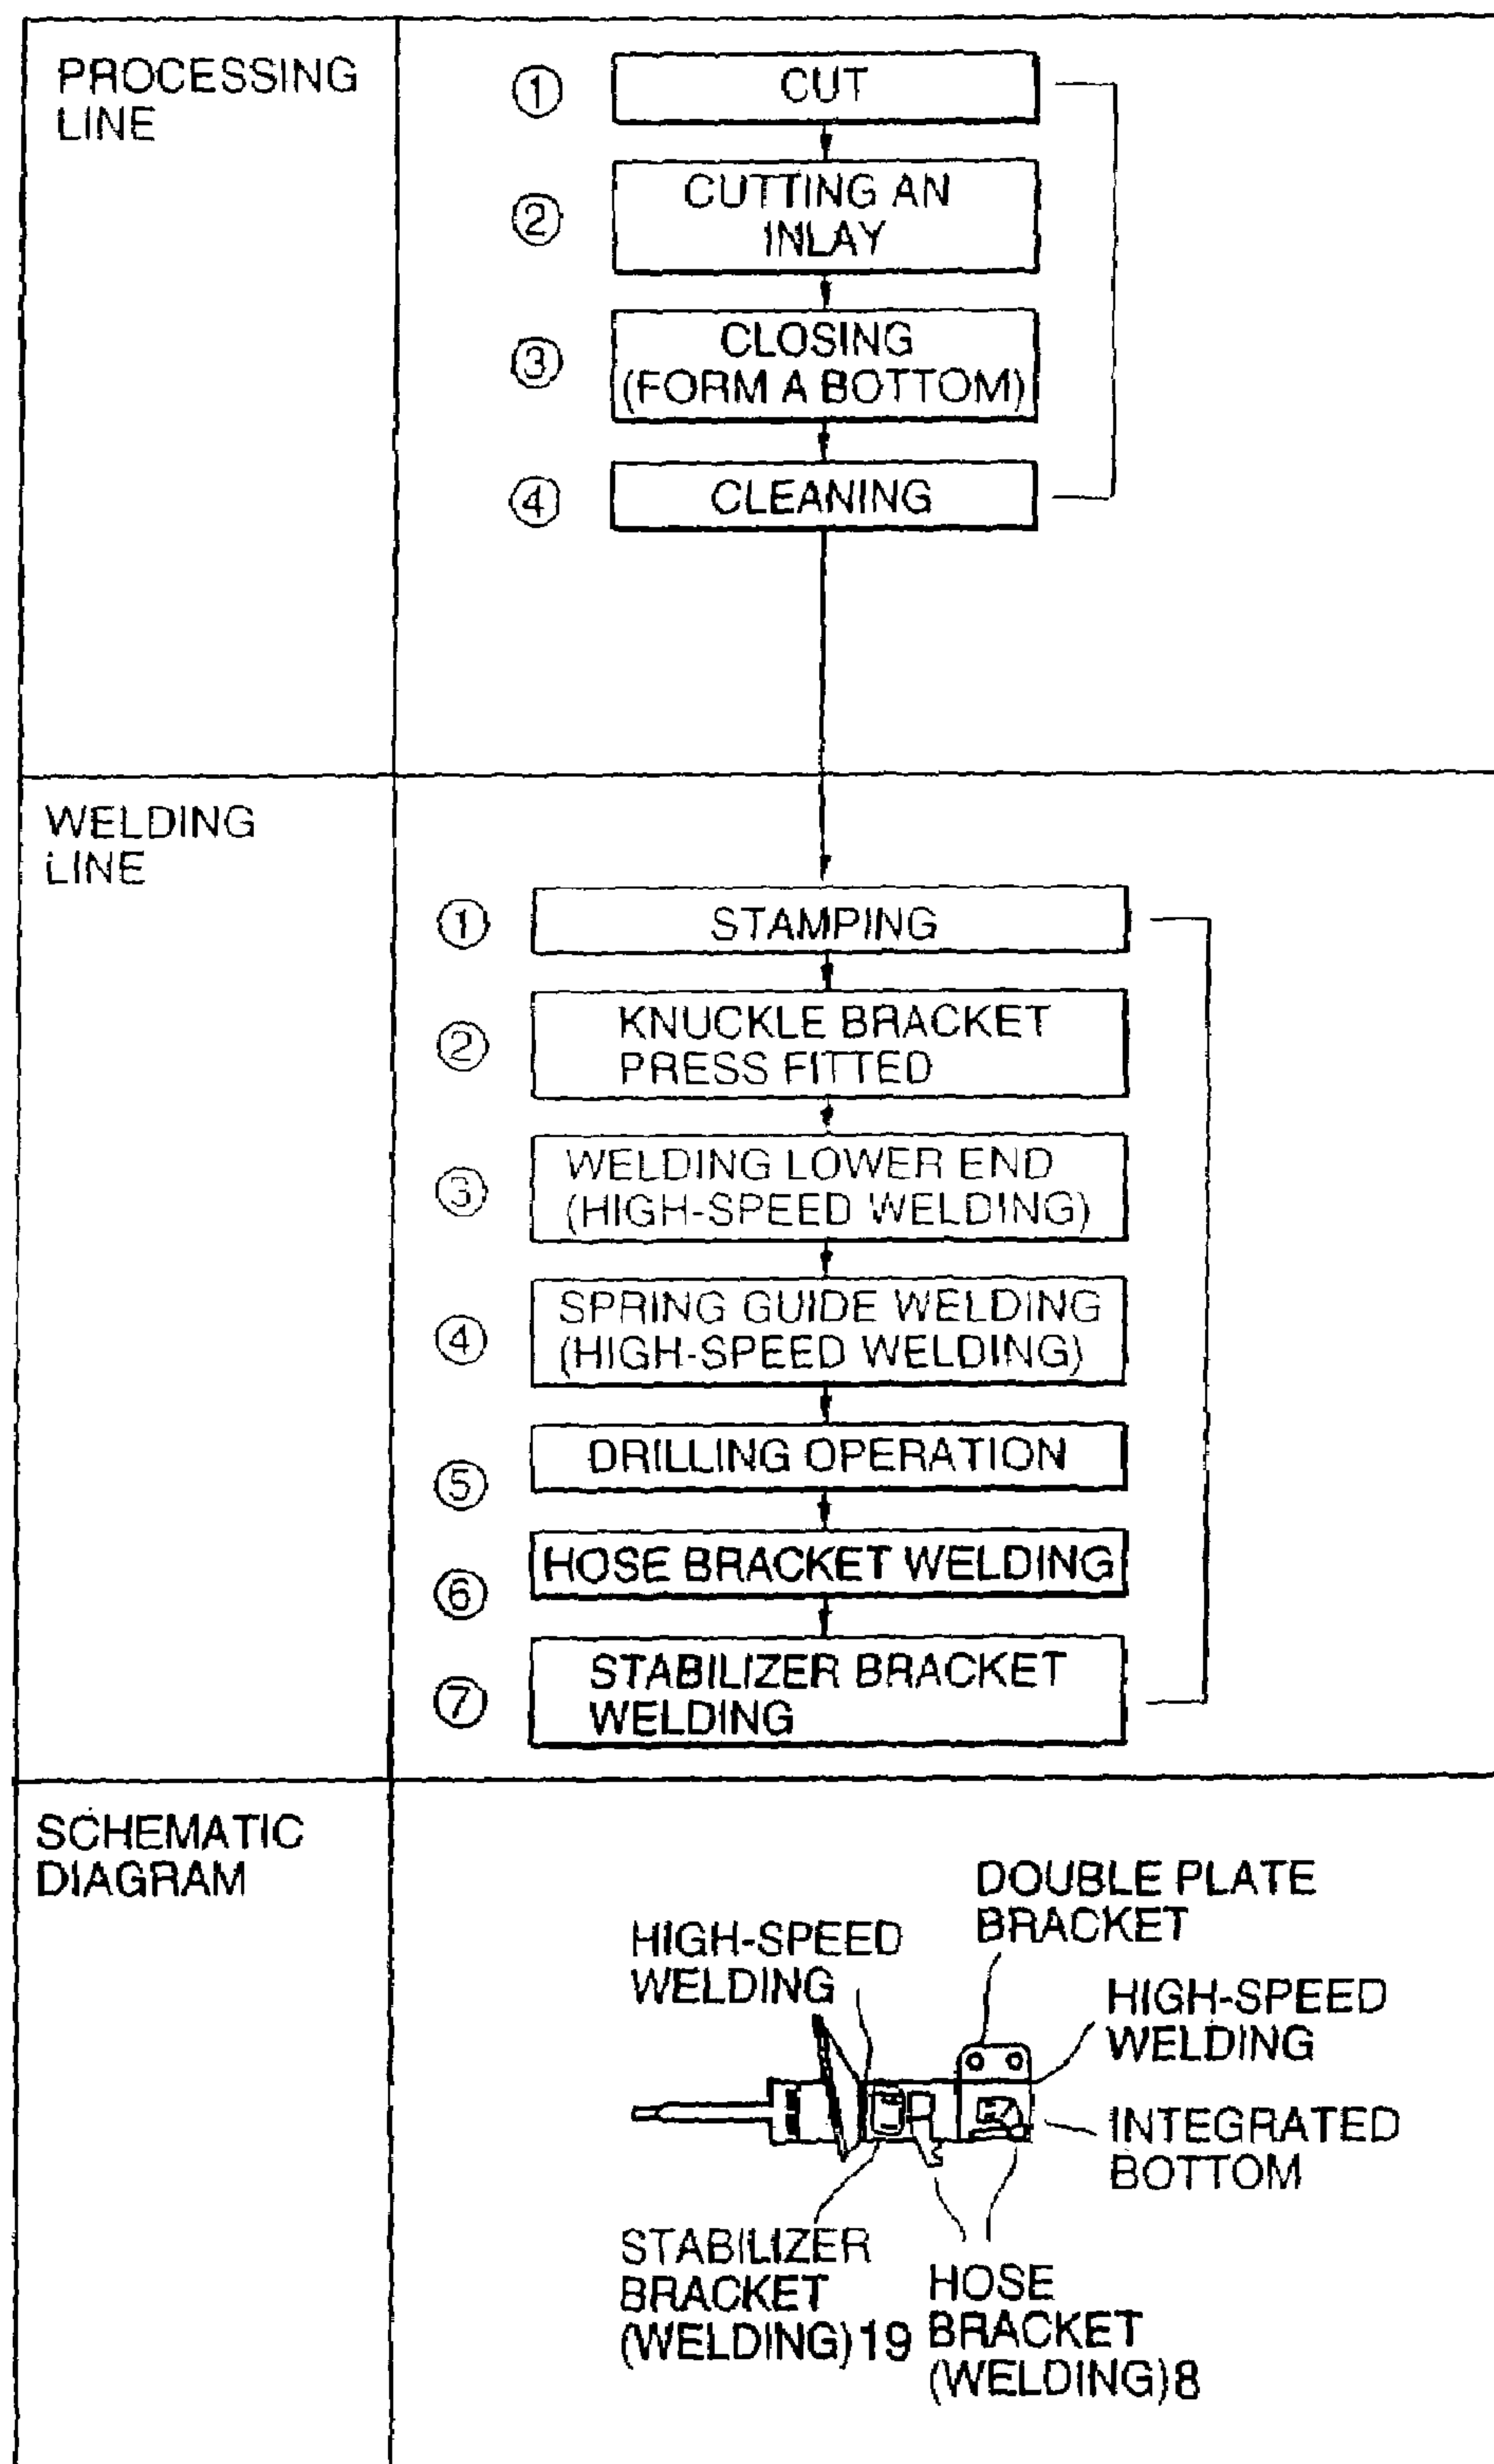 PROCESSING
LINE
① CUT
② CUTTING AN
INLAY
③ CLOSING
(FORM A BOTTOM)
④ CLEANING
WELDING
LINE
① STAMPING
② KNUCKLE BRACKET
PRESS FITTED
③ WELDING LOWER END
(HIGH-SPEED WELDING)
④ SPRING GUIDE WELDING
(HIGH-SPEED WELDING)
⑤ DRILLING OPERATION
⑥ HOSE BRACKET WELDING
⑦ STABILIZER BRACKET
WELDING
SCHEMATIC
DIAGRAM
DOUBLE PLATE
BRACKET
HIGH-SPEED
WELDING
HIGH-SPEED
WELDING
INTEGRATED
BOTTOM
STABILIZER
BRACKET
(WELDING)19
HOSE
BRACKET
(WELDING)8